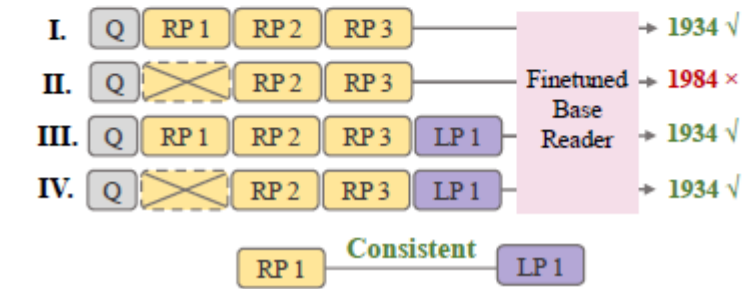 I. Q RP 1 RP 2 RP 3 1934 √
II. Q RP 2 RP 3 1984 ×
III. Q RP 1 RP 2 RP 3 LP 1 1934 √
IV. Q RP 2 RP 3 LP 1 1934 √
Finetuned
Base
Reader
RP 1 Consistent LP 1